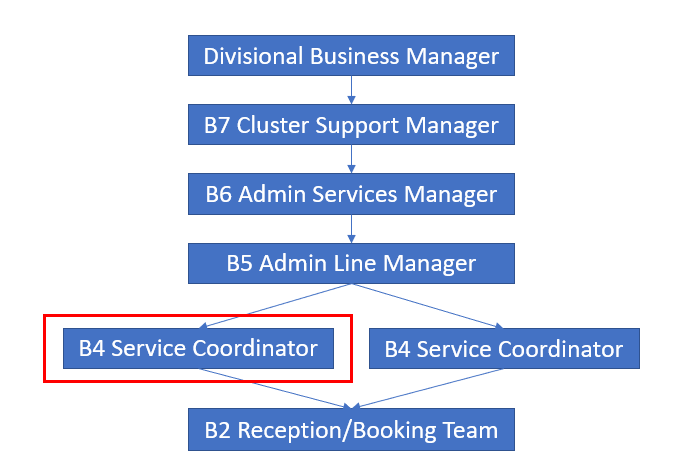 Divisional Business Manager
B7 Cluster Support Manager
B6 Admin Services Manager
B5 Admin Line Manager
B4 Service Coordinator
B4 Service Coordinator
B2 Reception/Booking Team